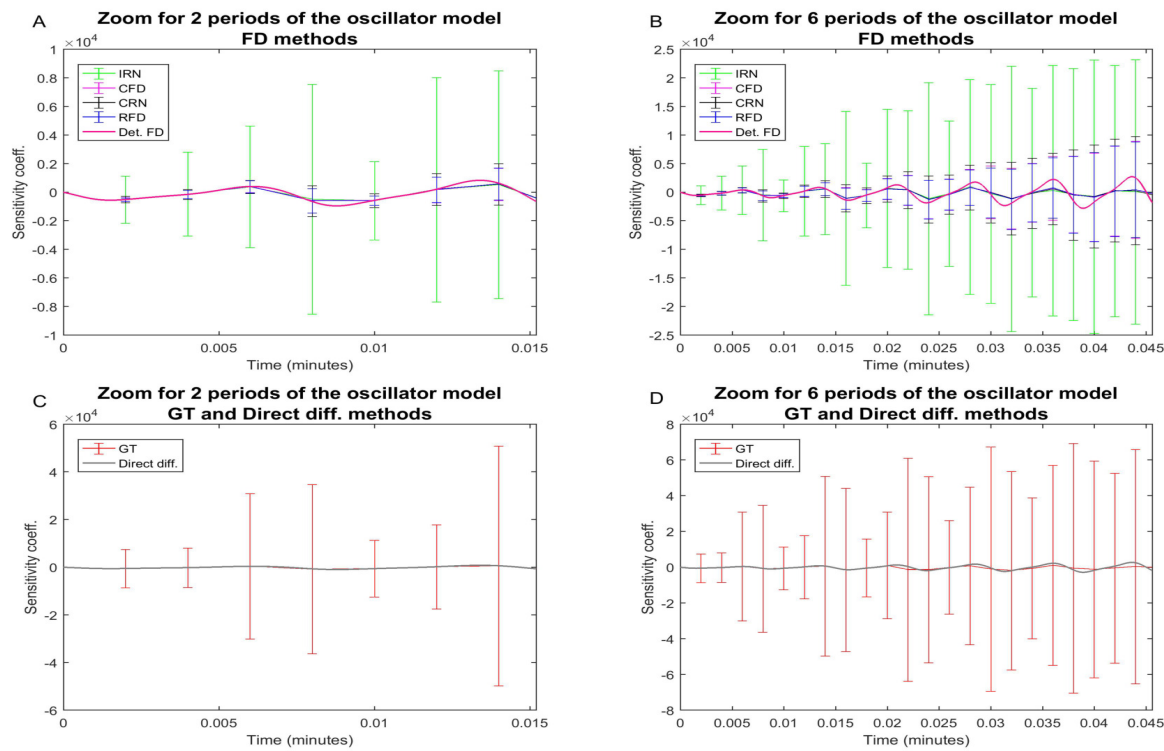 A
Zoom for 2 periods of the oscillator model
FD methods
×10⁴
1
0.8
0.6
0.4
0.2
0
-0.2
-0.4
-0.6
-0.8
-1
Sensitivity coeff.
IRN
CFD
CRN
RFD
Det. FD
0 0.005 0.01 0.015
Time (minutes)
B
Zoom for 6 periods of the oscillator model
FD methods
×10⁴
2.5
2
1.5
1
0.5
0
-0.5
-1
-1.5
-2
-2.5
Sensitivity coeff.
IRN
CFD
CRN
RFD
Det. FD
0 0.005 0.01 0.015 0.02 0.025 0.03 0.035 0.04 0.045
Time (minutes)
C
Zoom for 2 periods of the oscillator model
GT and Direct diff. methods
×10⁴
6
4
2
0
-2
-4
-6
Sensitivity coeff.
GT
Direct diff.
0 0.005 0.01 0.015
Time (minutes)
D
Zoom for 6 periods of the oscillator model
GT and Direct diff. methods
×10⁴
8
6
4
2
0
-2
-4
-6
-8
Sensitivity coeff.
GT
Direct diff.
0 0.005 0.01 0.015 0.02 0.025 0.03 0.035 0.04 0.045
Time (minutes)